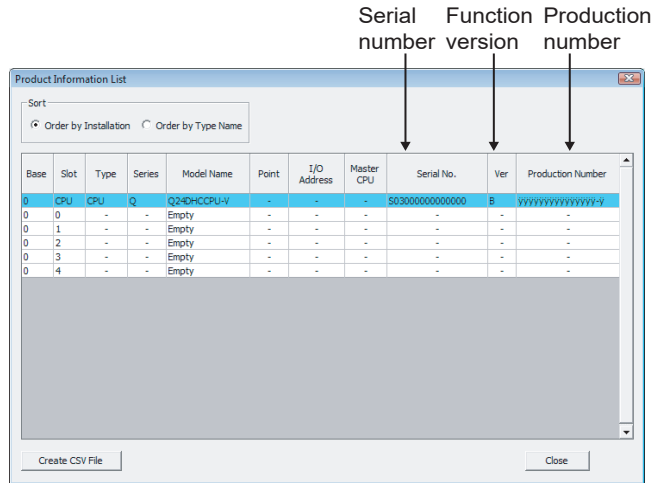 Serial number
Function version
Production number
Product Information List
Sort
Order by Installation Order by Type Name
Base Slot Type Series Model Name Point I/O Address Master CPU Serial No. Ver Production Number
0 CPU CPU Q Q24DHCCPU-V - - - S03000000000000 B ÿÿÿÿÿÿÿÿÿÿÿÿÿÿÿ-ÿ
0 0 - - Empty - - - - - -
0 1 - - Empty - - - - - -
0 2 - - Empty - - - - - -
0 3 - - Empty - - - - - -
0 4 - - Empty - - - - - -
Create CSV File Close